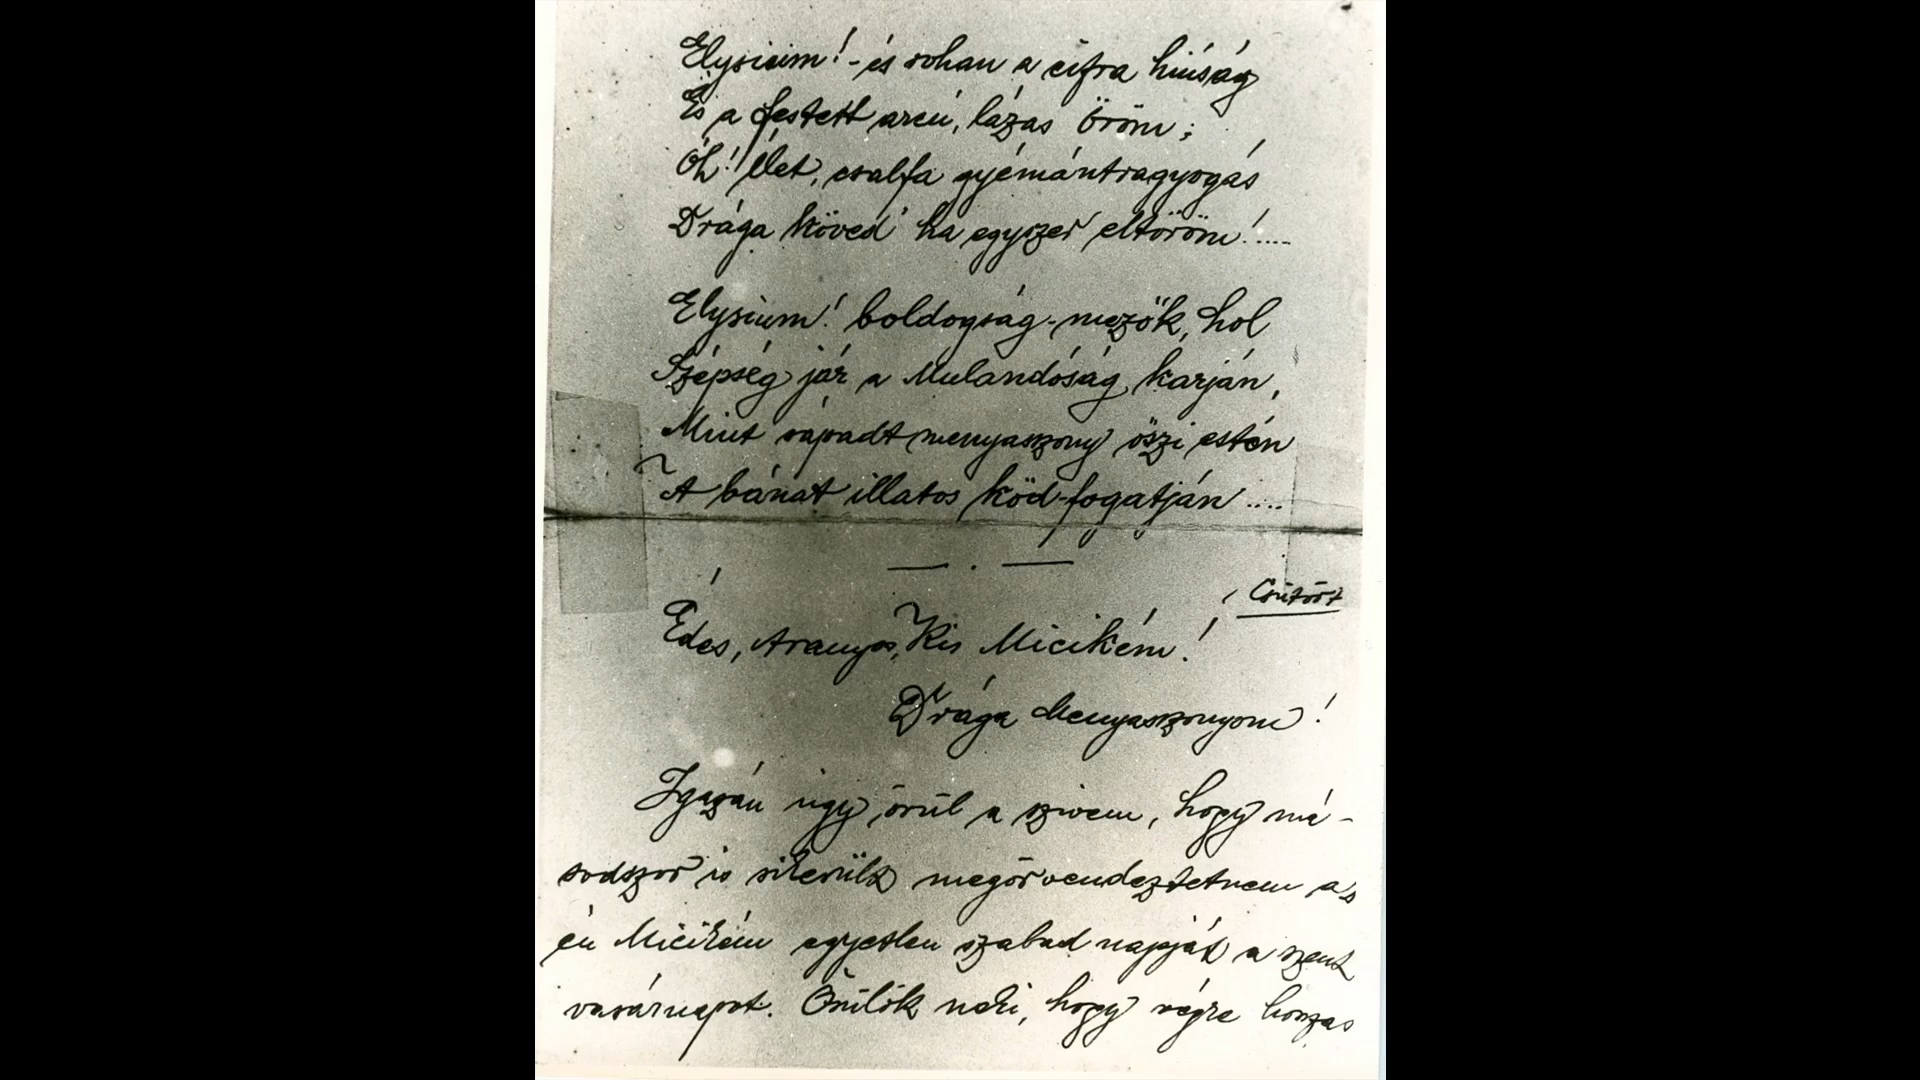 Elysium! - és rohan a cifra hiúság
És a festett arcú, lázas Öröm;
Óh! élet, csalfa gyémántragyogás
Drága köved' ha egyszer eltöröm!....
Elysium! boldogság-mezők, hol
Szépség jár a Mulandóság karján,
Mint sápadt menyasszony őszi estén
A bánat illatos köd-fogatján ....
— . —
Csütört
Édes, Aranyos, Kis Micikém!
Drága Menyasszonyom!
Igazán úgy örül a szivem, hogy má-
sodszor is sikerült megörvendeztetnem az
én Micikém egyetlen szabad napját a szent
vasárnapot. Örülök neki, hogy végre hosszas